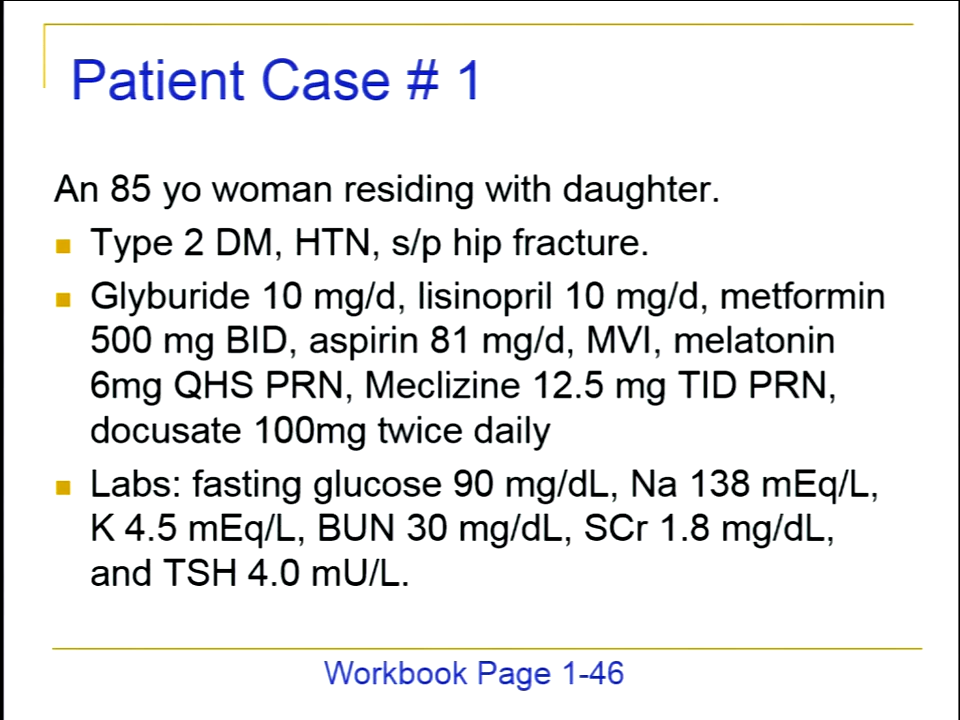 Patient Case # 1
An 85 yo woman residing with daughter.
Type 2 DM, HTN, s/p hip fracture.
Glyburide 10 mg/d, lisinopril 10 mg/d, metformin
500 mg BID, aspirin 81 mg/d, MVI, melatonin
6mg QHS PRN, Meclizine 12.5 mg TID PRN,
docusate 100mg twice daily
Labs: fasting glucose 90 mg/dL, Na 138 mEq/L,
K 4.5 mEq/L, BUN 30 mg/dL, SCr 1.8 mg/dL,
and TSH 4.0 mU/L.
Workbook Page 1-46